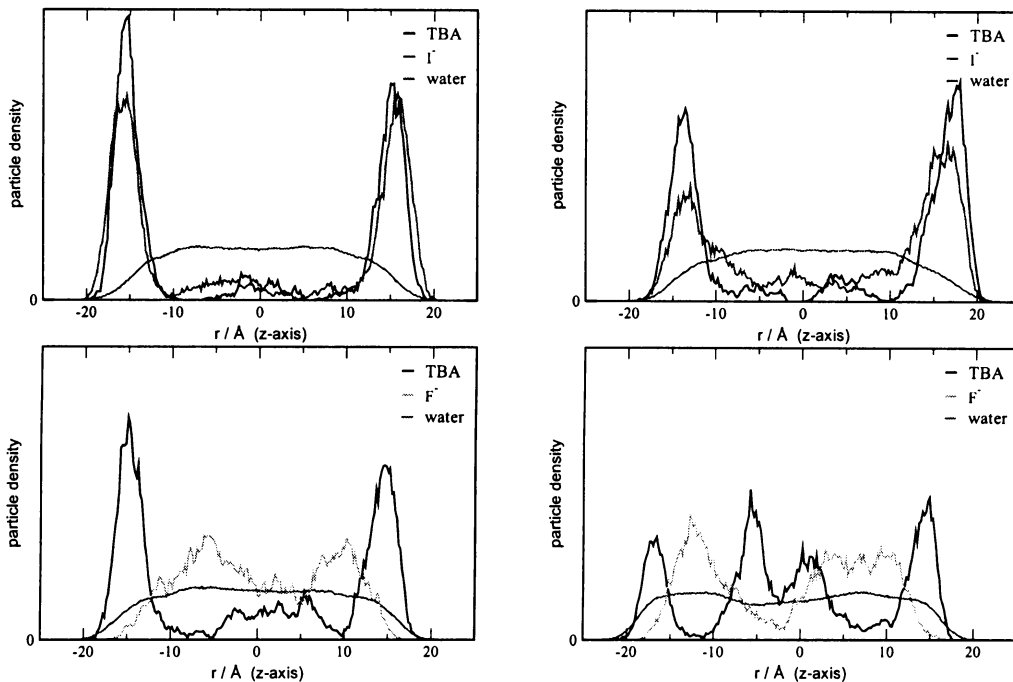 TBA
I⁻
water
particle density
0
-20 -10 0 10 20
r / Å (z-axis)
TBA
I⁻
water
particle density
0
-20 -10 0 10 20
r / Å (z-axis)
TBA
F⁻
water
particle density
0
-20 -10 0 10 20
r / Å (z-axis)
TBA
F⁻
water
particle density
0
-20 -10 0 10 20
r / Å (z-axis)